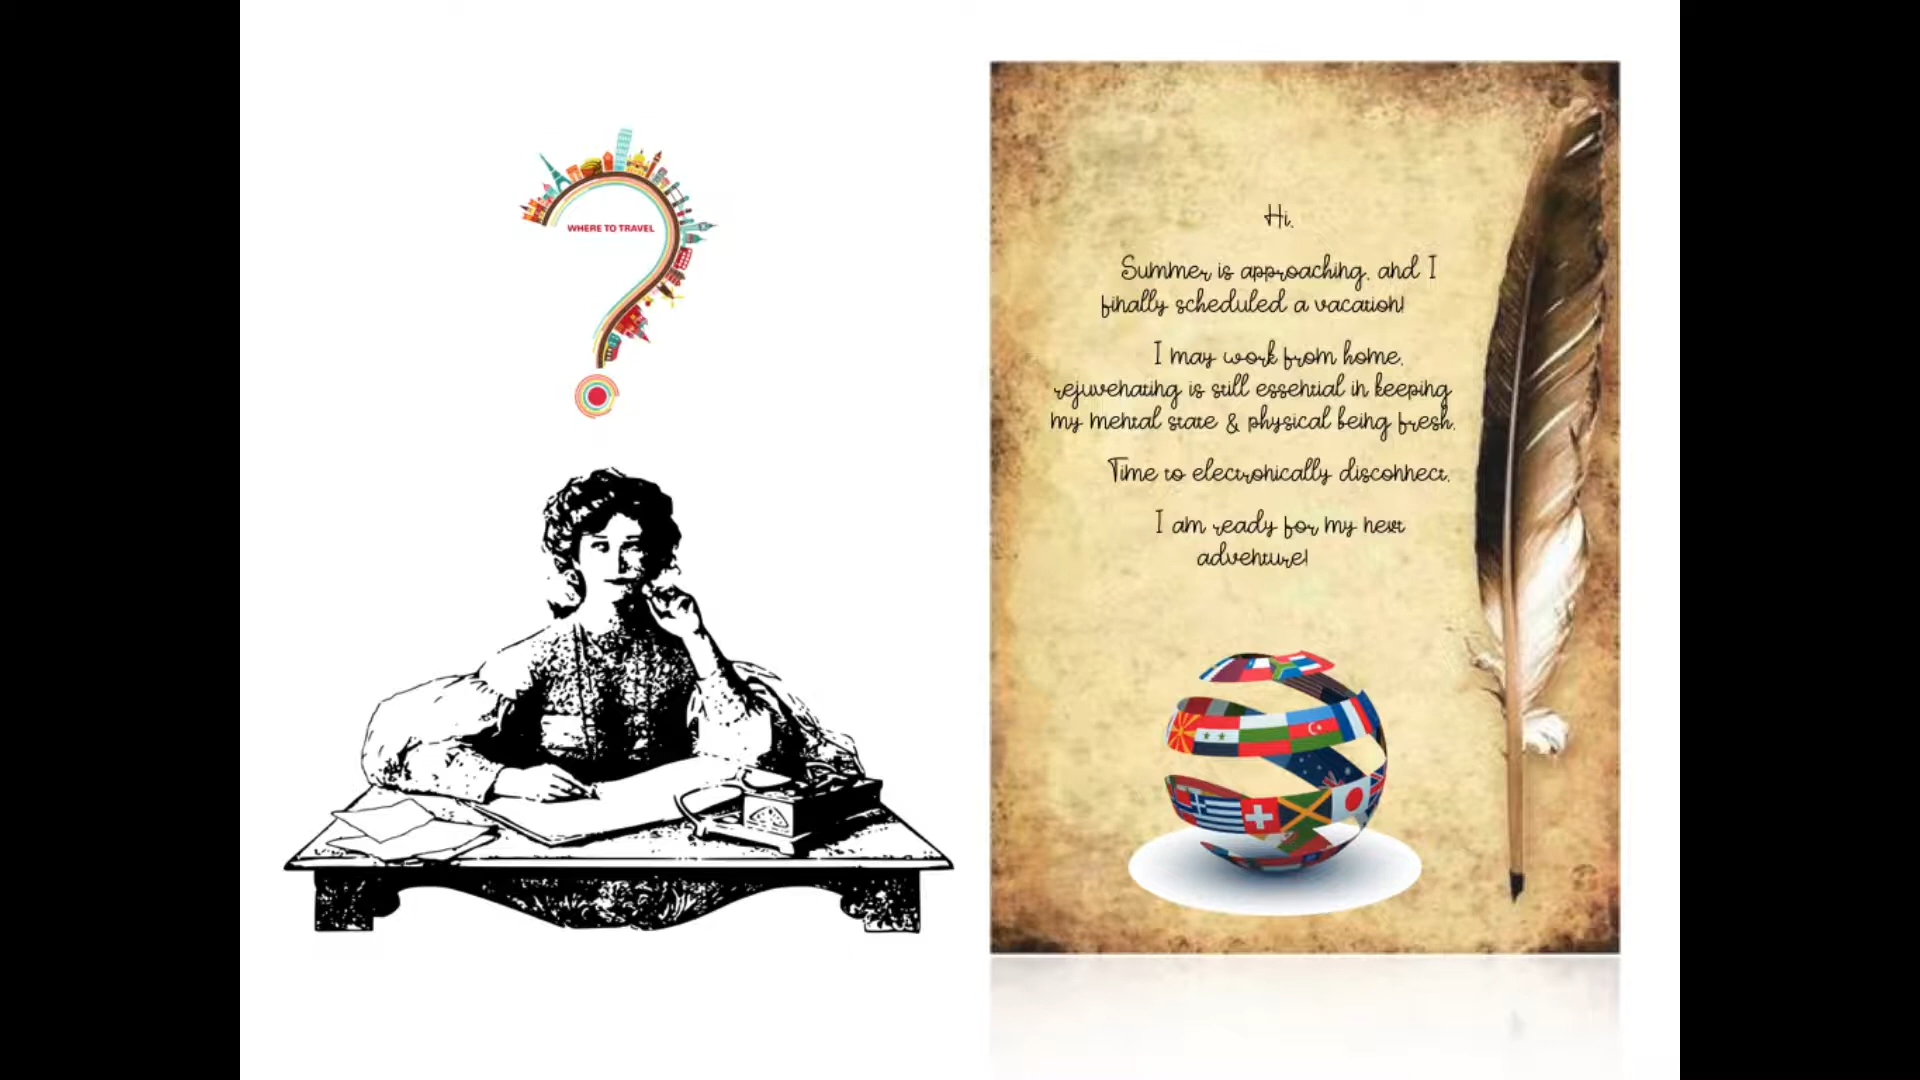 WHERE TO TRAVEL
Hi,
Summer is approaching, and I
finally scheduled a vacation!
I may work from home,
rejuvenating is still essential in keeping
my mental state & physical being fresh.
Time to electronically disconnect.
I am ready for my next
adventure!